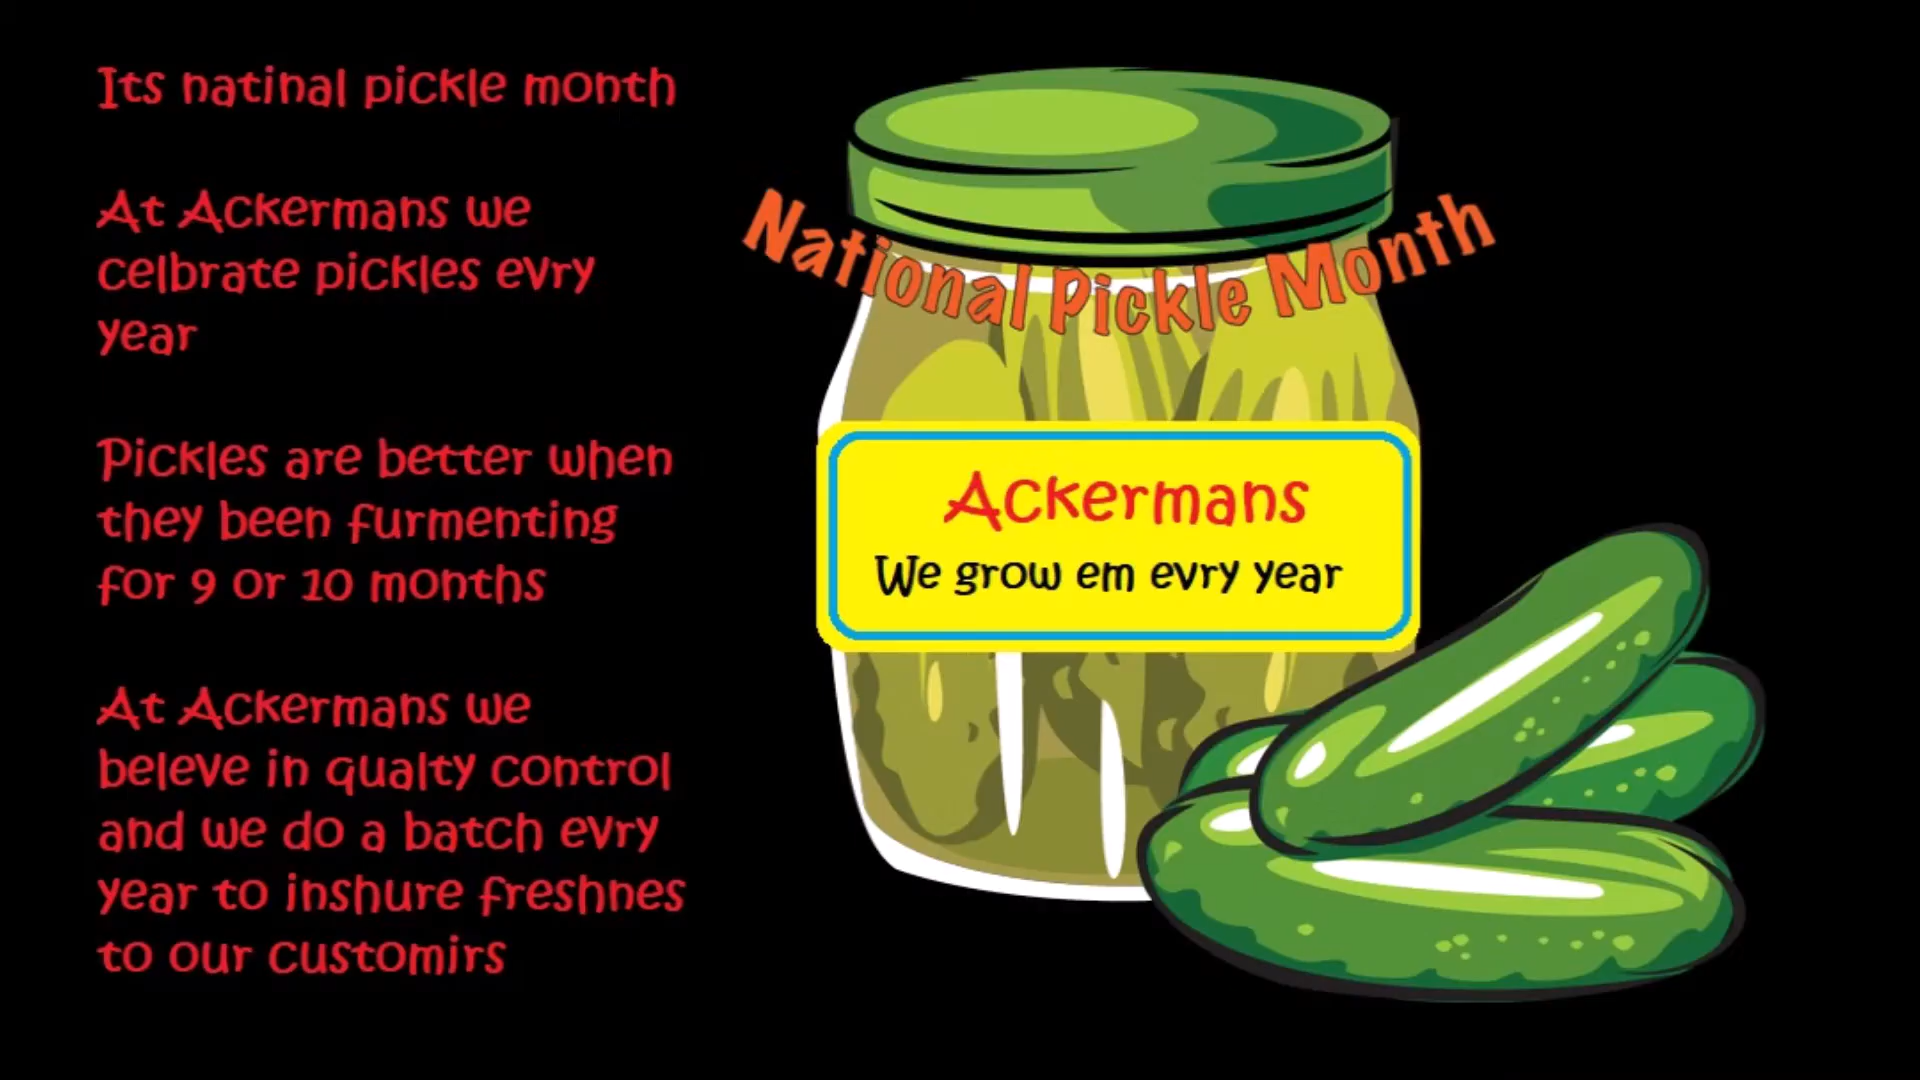 Its natinal pickle month
At Ackermans we
celbrate pickles evry
year
Pickles are better when
they been furmenting
for 9 or 10 months
At Ackermans we
beleve in qualty control
and we do a batch evry
year to inshure freshnes
to our customirs
National Pickle Month
Ackermans
We grow em evry year